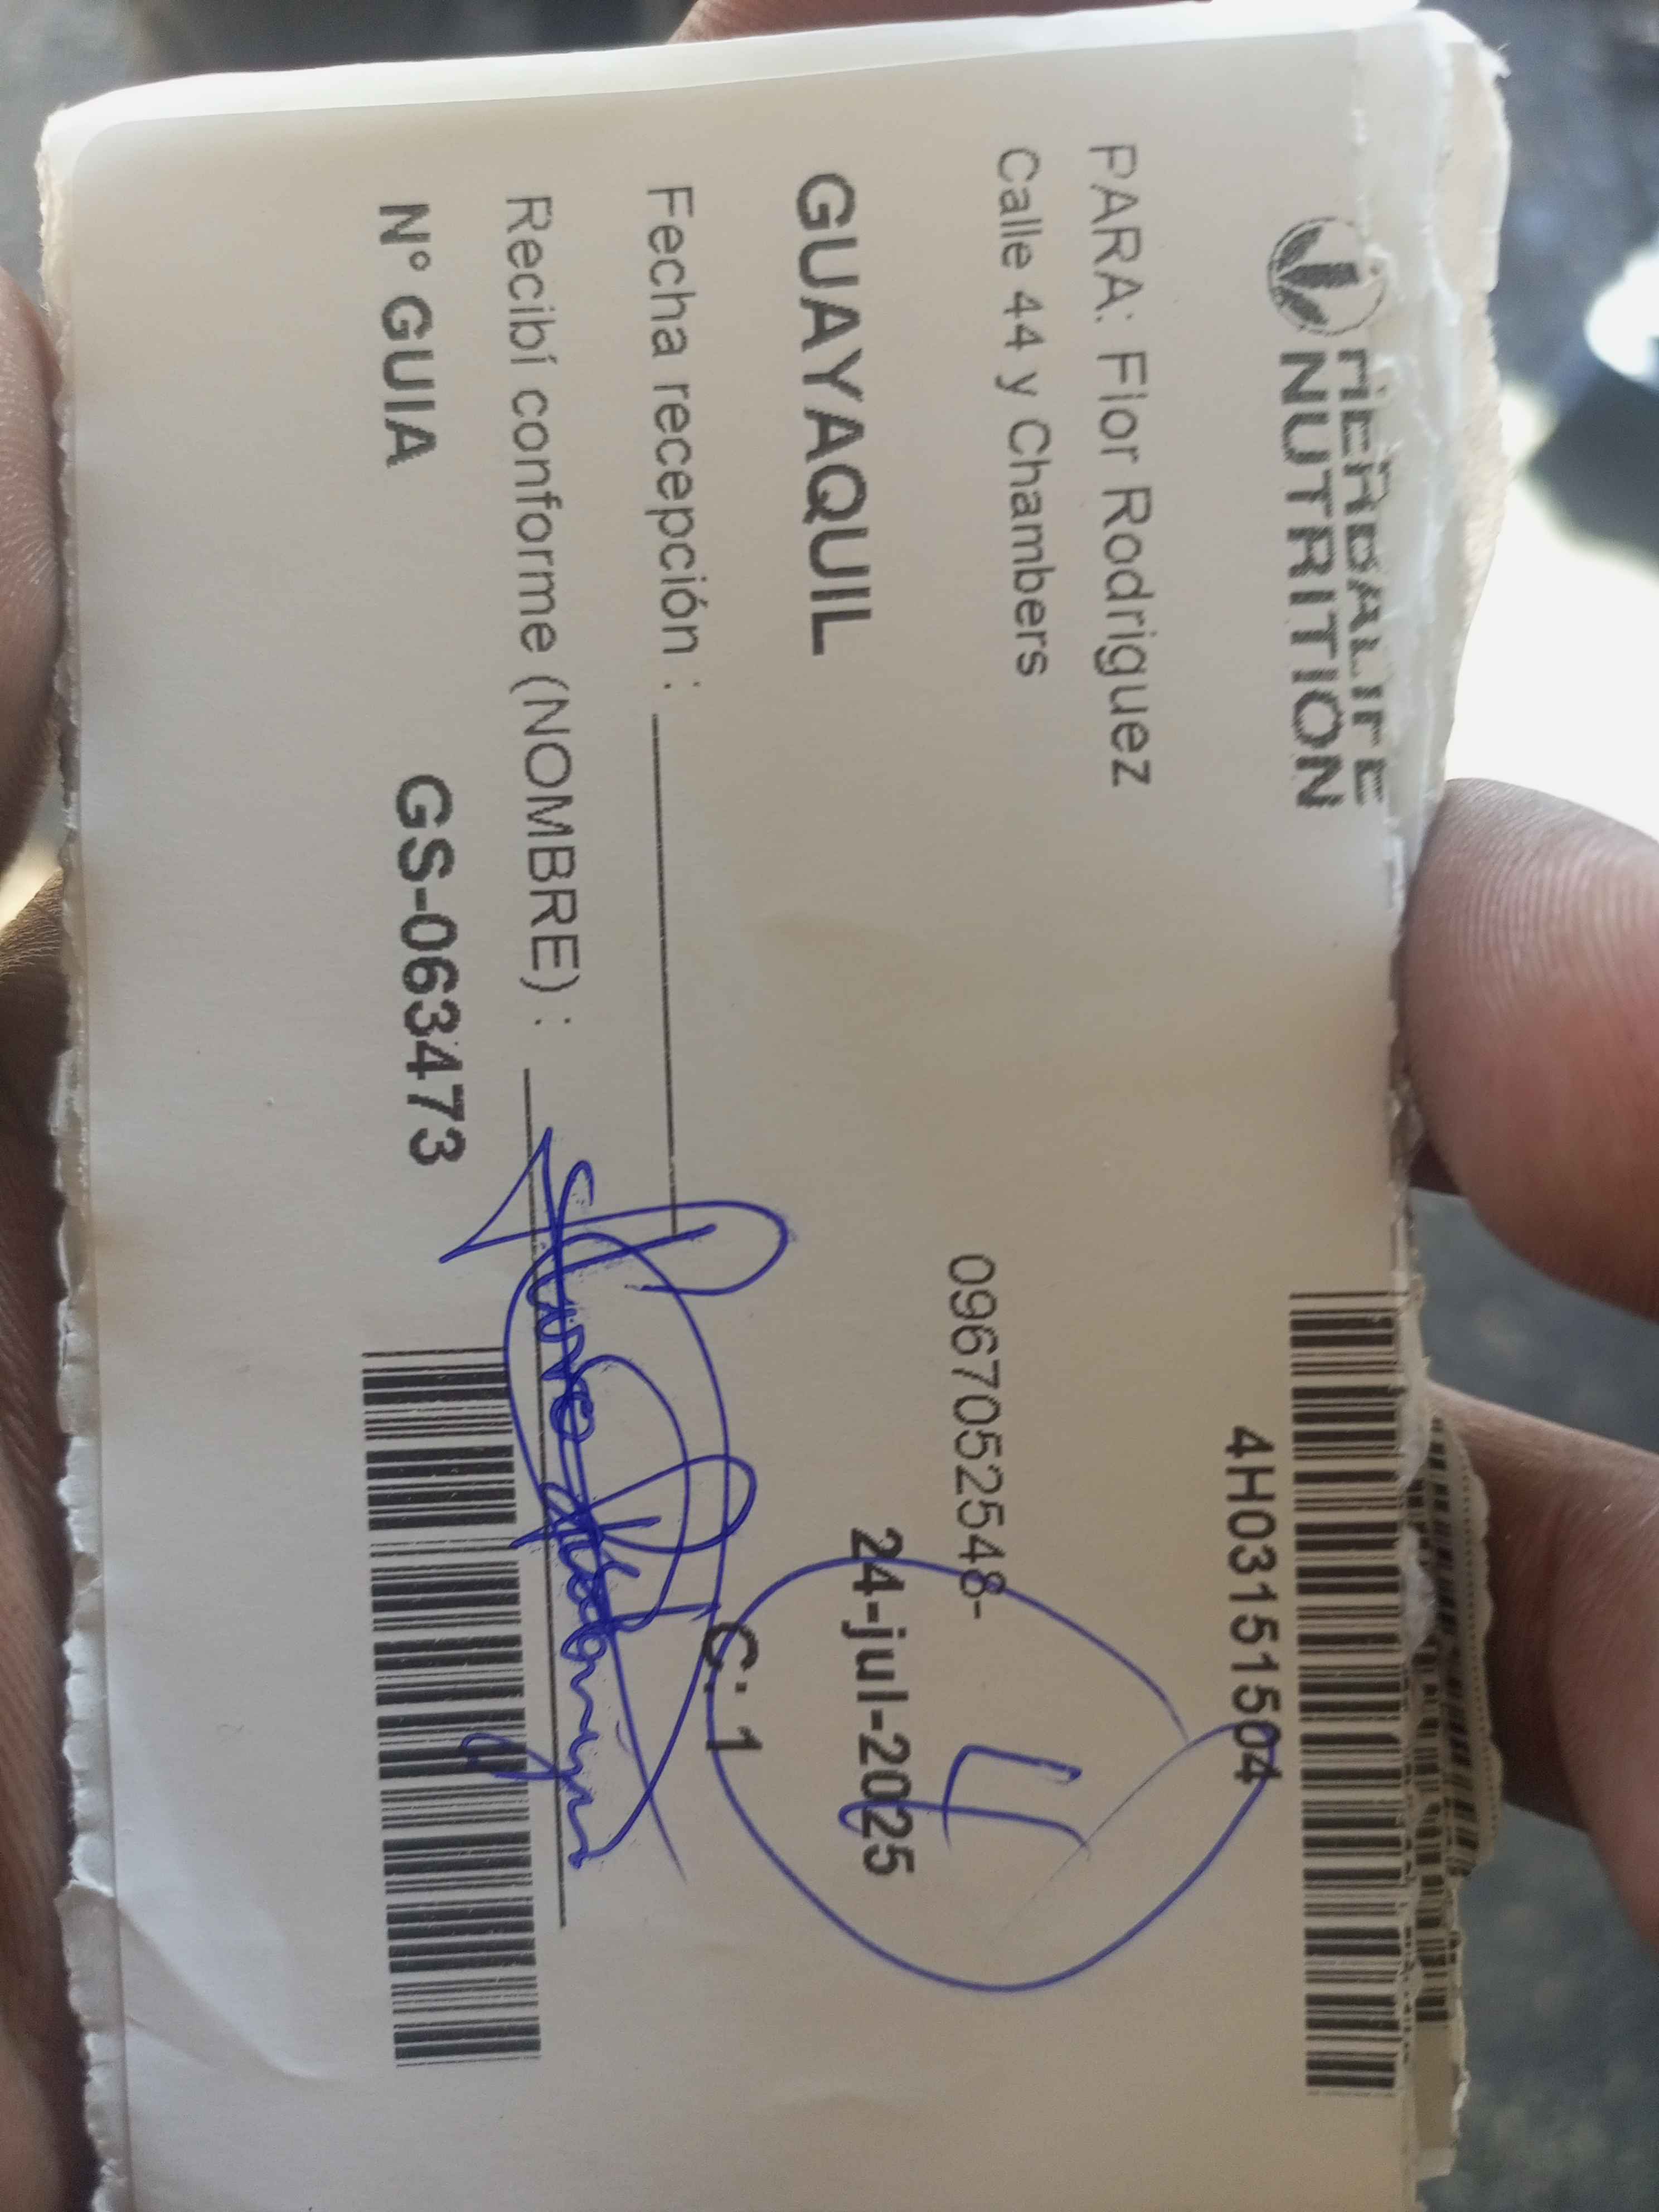 HERBALIFE
NUTRITION
4H03151504
PARA: Flor Rodriguez
Calle 44 y Chambers
0967052548-
GUAYAQUIL
24-jul-2025
4
Fecha recepción :
C: 1
Recibí conforme (NOMBRE) :
N° GUIA GS-063473